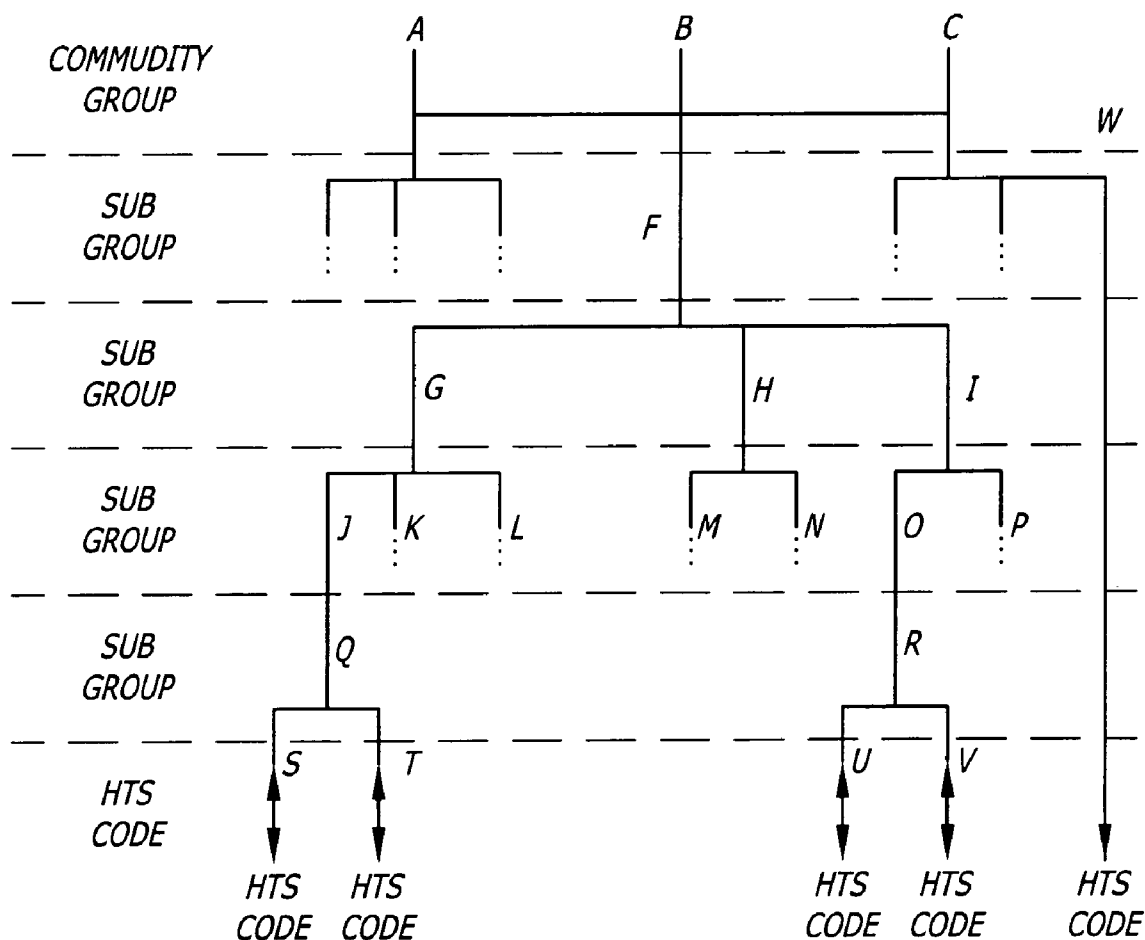 A B C
COMMUDITY
GROUP
W
SUB
GROUP
F
SUB
GROUP
G H I
SUB
GROUP
J K L M N O P
SUB
GROUP
Q R
S T U V
HTS
CODE
HTS HTS HTS HTS HTS
CODE CODE CODE CODE CODE